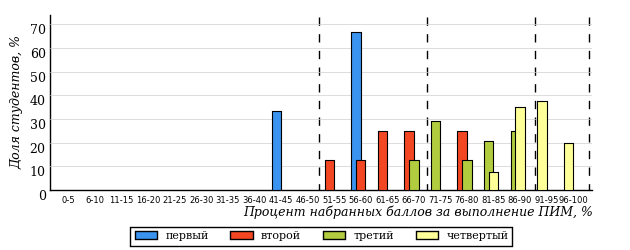 70
60
50
40
30
20
10
0
Доля студентов, %
0-5 6-10 11-15 16-20 21-25 26-30 31-35 36-40 41-45 46-50 51-55 56-60 61-65 66-70 71-75 76-80 81-85 86-90 91-95 96-100
Процент набранных баллов за выполнение ПИМ, %
первый второй третий четвертый